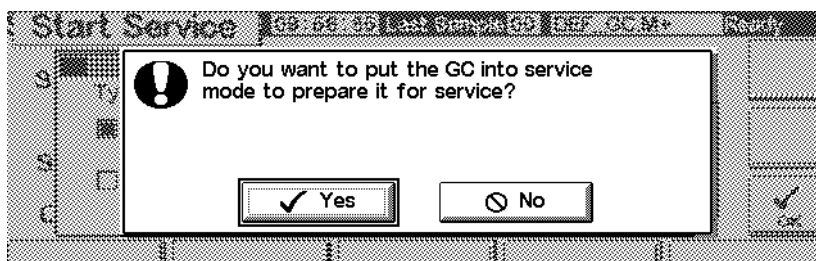 Start Service
Do you want to put the GC into service
mode to prepare it for service?
Yes
No